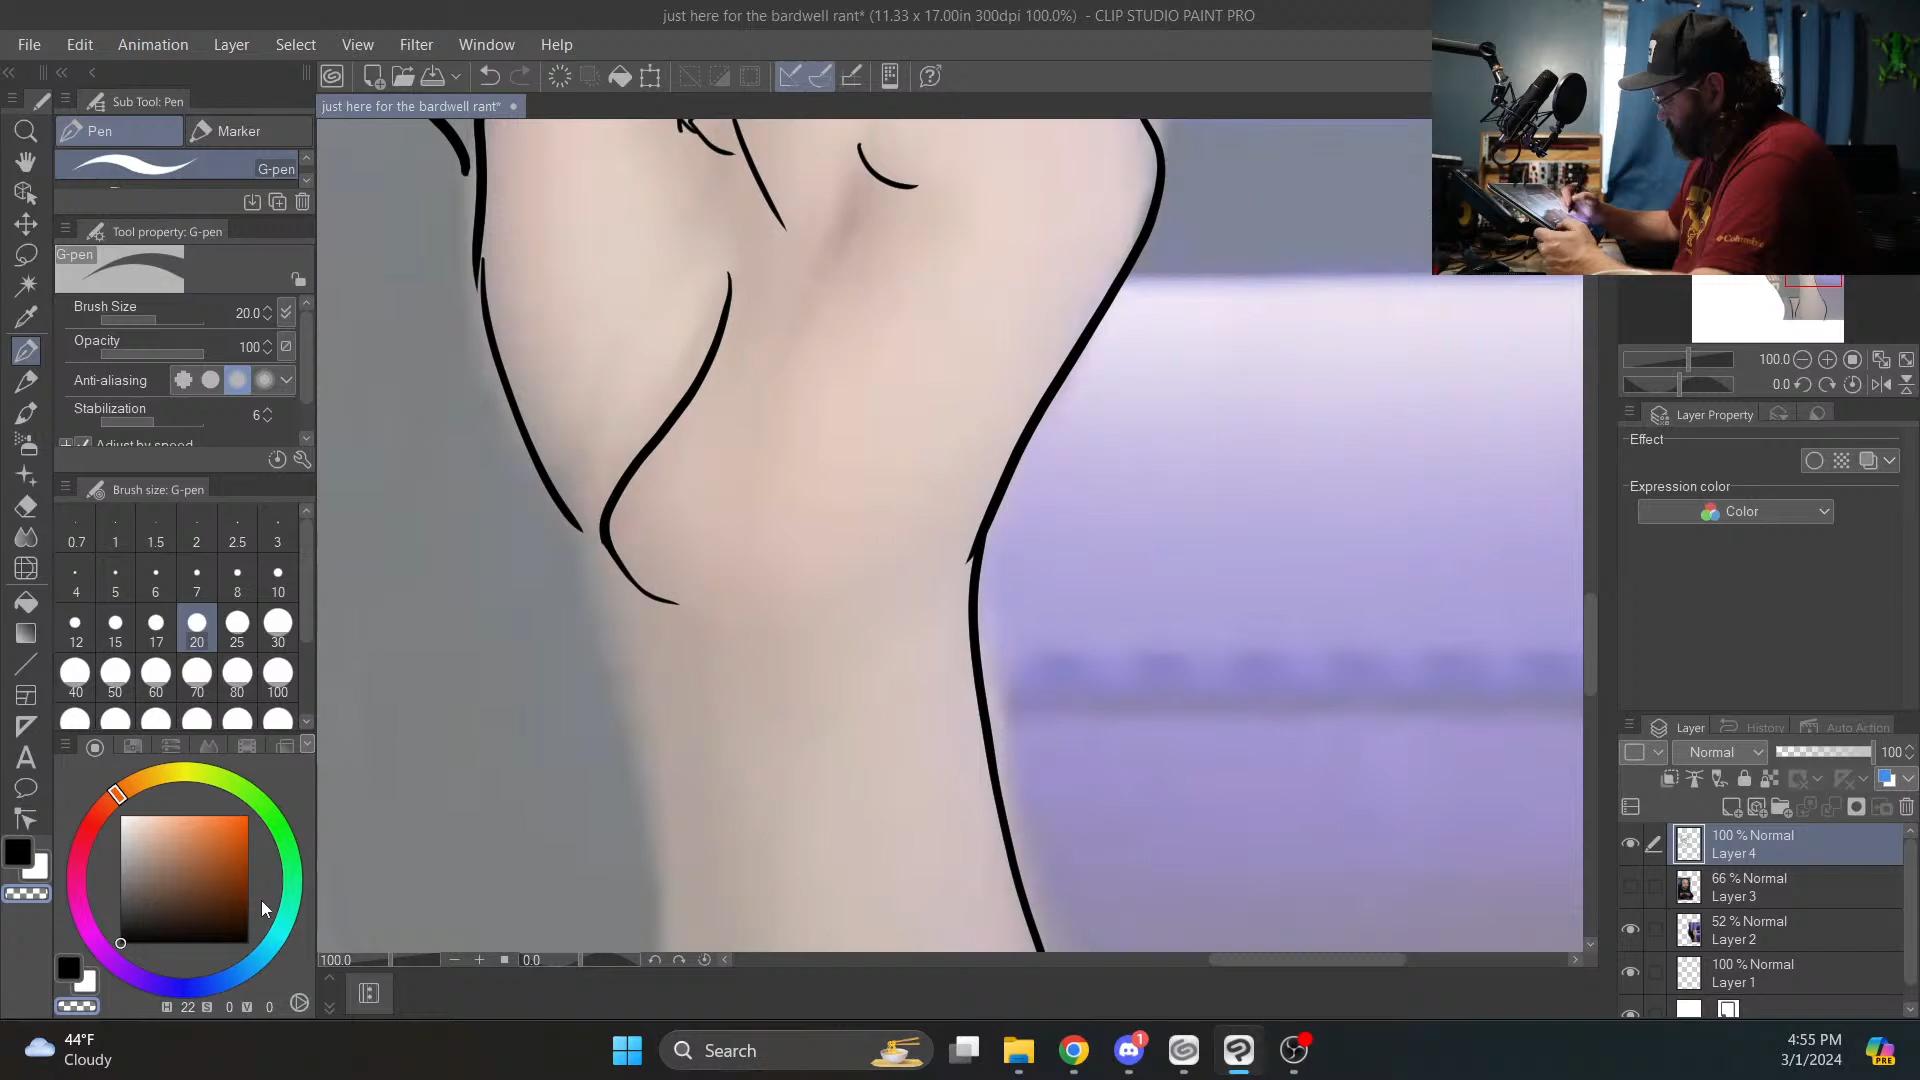 just here for the bardwell rant* (11.33 x 17.00in 300dpi 100.0%) - CLIP STUDIO PAINT PRO
File Edit Animation Layer Select View Filter Window Help
Sub Tool: Pen
just here for the bardwell rant*
Pen Marker
G-pen
Tool property: G-pen
G-pen
Brush Size 20.0
Opacity 100
Anti-aliasing
Stabilization 6
Adjust by speed
Brush size: G-pen
0.7 1 1.5 2 2.5 3
4 5 6 7 8 10
12 15 17 20 25 30
40 50 60 70 80 100
H 22 S 0 V 0
100.0 0.0
Columbia
100.0
0.0
Layer Property
Effect
Expression color
Color
Layer History Auto Action
Normal 100
100 % Normal
Layer 4
66 % Normal
Layer 3
52 % Normal
Layer 2
100 % Normal
Layer 1
44°F
Cloudy
Search
1
4:55 PM
3/1/2024
PRE